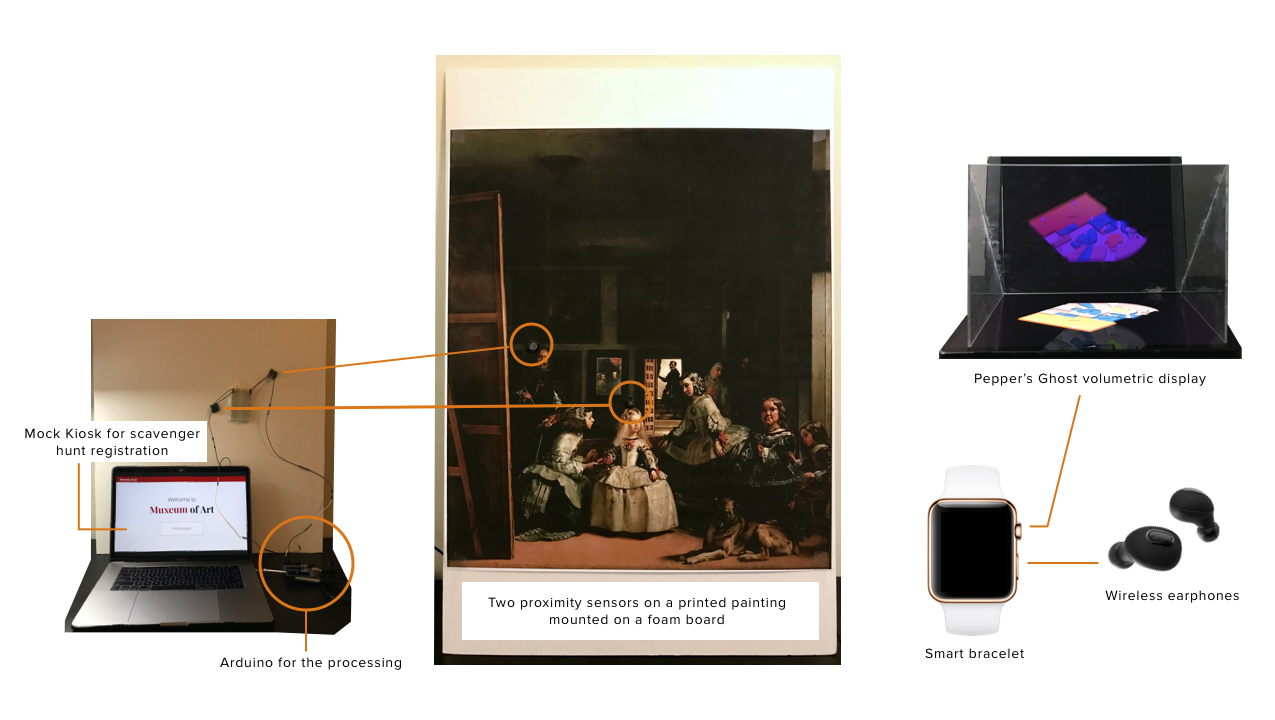 Mock Kiosk for scavenger
hunt registration
Welcome to
Muxeum of Art
Arduino for the processing
Two proximity sensors on a printed painting
mounted on a foam board
Pepper's Ghost volumetric display
Smart bracelet
Wireless earphones